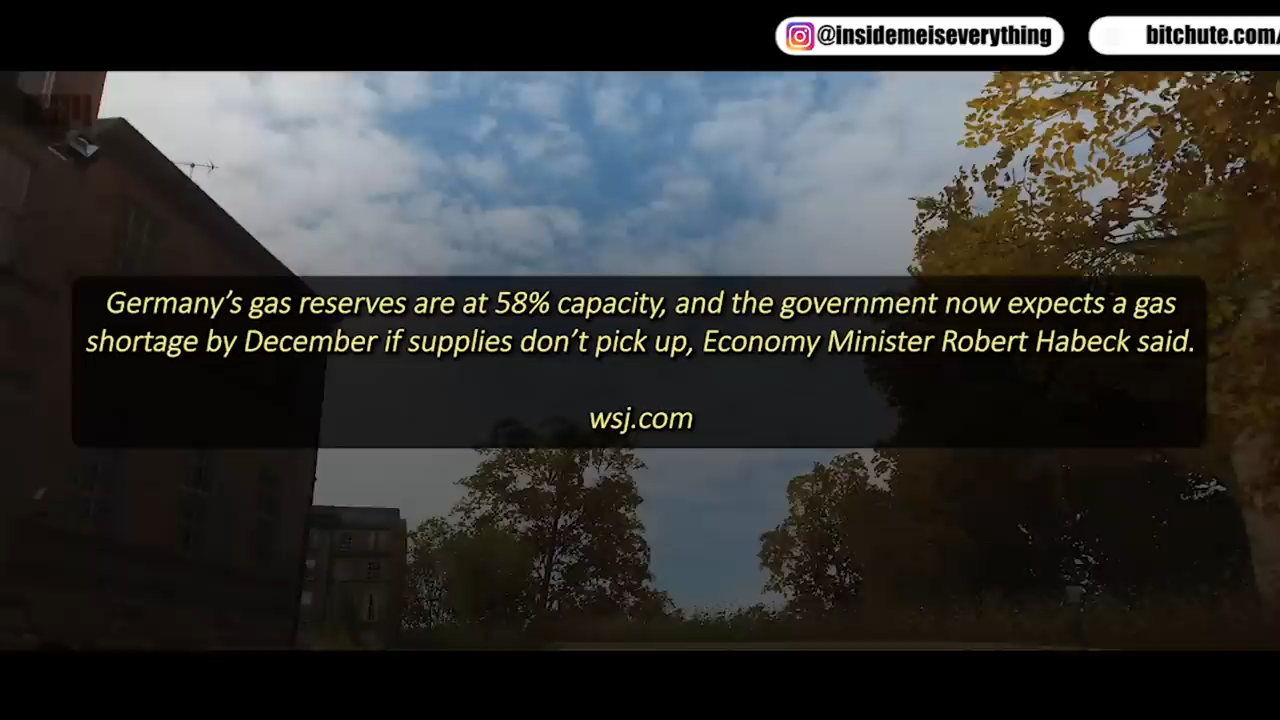 @insidemeiseverything
bitchute.com/
Germany’s gas reserves are at 58% capacity, and the government now expects a gas
shortage by December if supplies don’t pick up, Economy Minister Robert Habeck said.
wsj.com